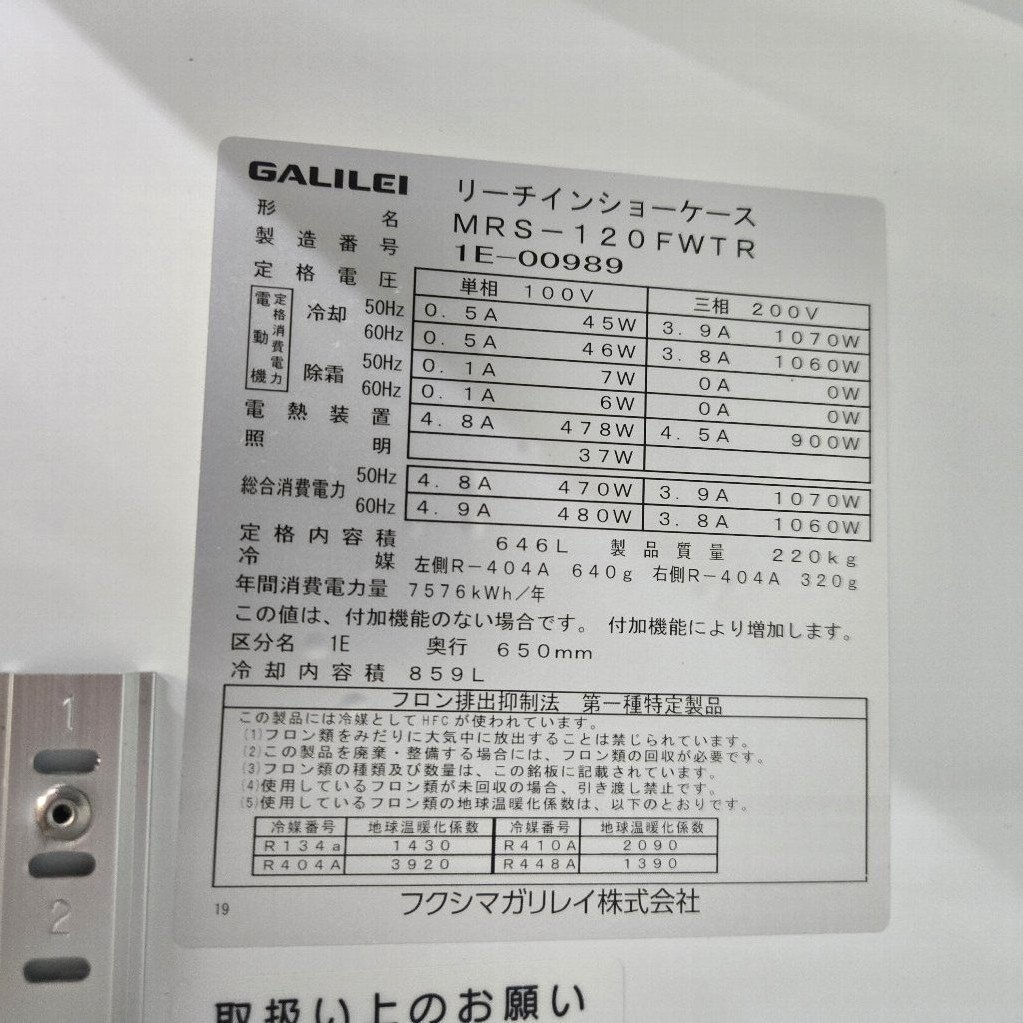 GALILEI リーチインショーケース
形名 MRS-120FWTR
製造番号 1E-00989
定格電圧 単相 100V 三相 200V
電動機 定格消費電力 冷却 50Hz 0.5A 45W 3.9A 1070W
60Hz 0.5A 46W 3.8A 1060W
除霜 50Hz 0.1A 7W 0A 0W
60Hz 0.1A 6W 0A 0W
電熱装置 4.8A 478W 4.5A 900W
照明 37W
総合消費電力 50Hz 4.8A 470W 3.9A 1070W
60Hz 4.9A 480W 3.8A 1060W
定格内容積 646L 製品質量 220kg
冷媒 左側R-404A 640g 右側R-404A 320g
年間消費電力量 7576kWh/年
この値は、付加機能のない場合です。 付加機能により増加します。
区分名 1E 奥行 650mm
冷却内容積 859L
フロン排出抑制法 第一種特定製品
この製品には冷媒としてHFCが使われています。
(1)フロン類をみだりに大気中に放出することは禁じられています。
(2)この製品を廃棄・整備する場合には、フロン類の回収が必要です。
(3)フロン類の種類及び数量は、この銘板に記載されています。
(4)使用しているフロン類が未回収の場合、引き渡し禁止です。
(5)使用しているフロン類の地球温暖化係数は、以下のとおりです。
冷媒番号 地球温暖化係数 冷媒番号 地球温暖化係数
R134a 1430 R410A 2090
R404A 3920 R448A 1390
19 フクシマガリレイ株式会社
取扱い上のお願い
1
2